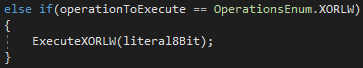 else if(operationToExecute == OperationsEnum.XORLW)
{
    ExecuteXORLW(literal8Bit);
}